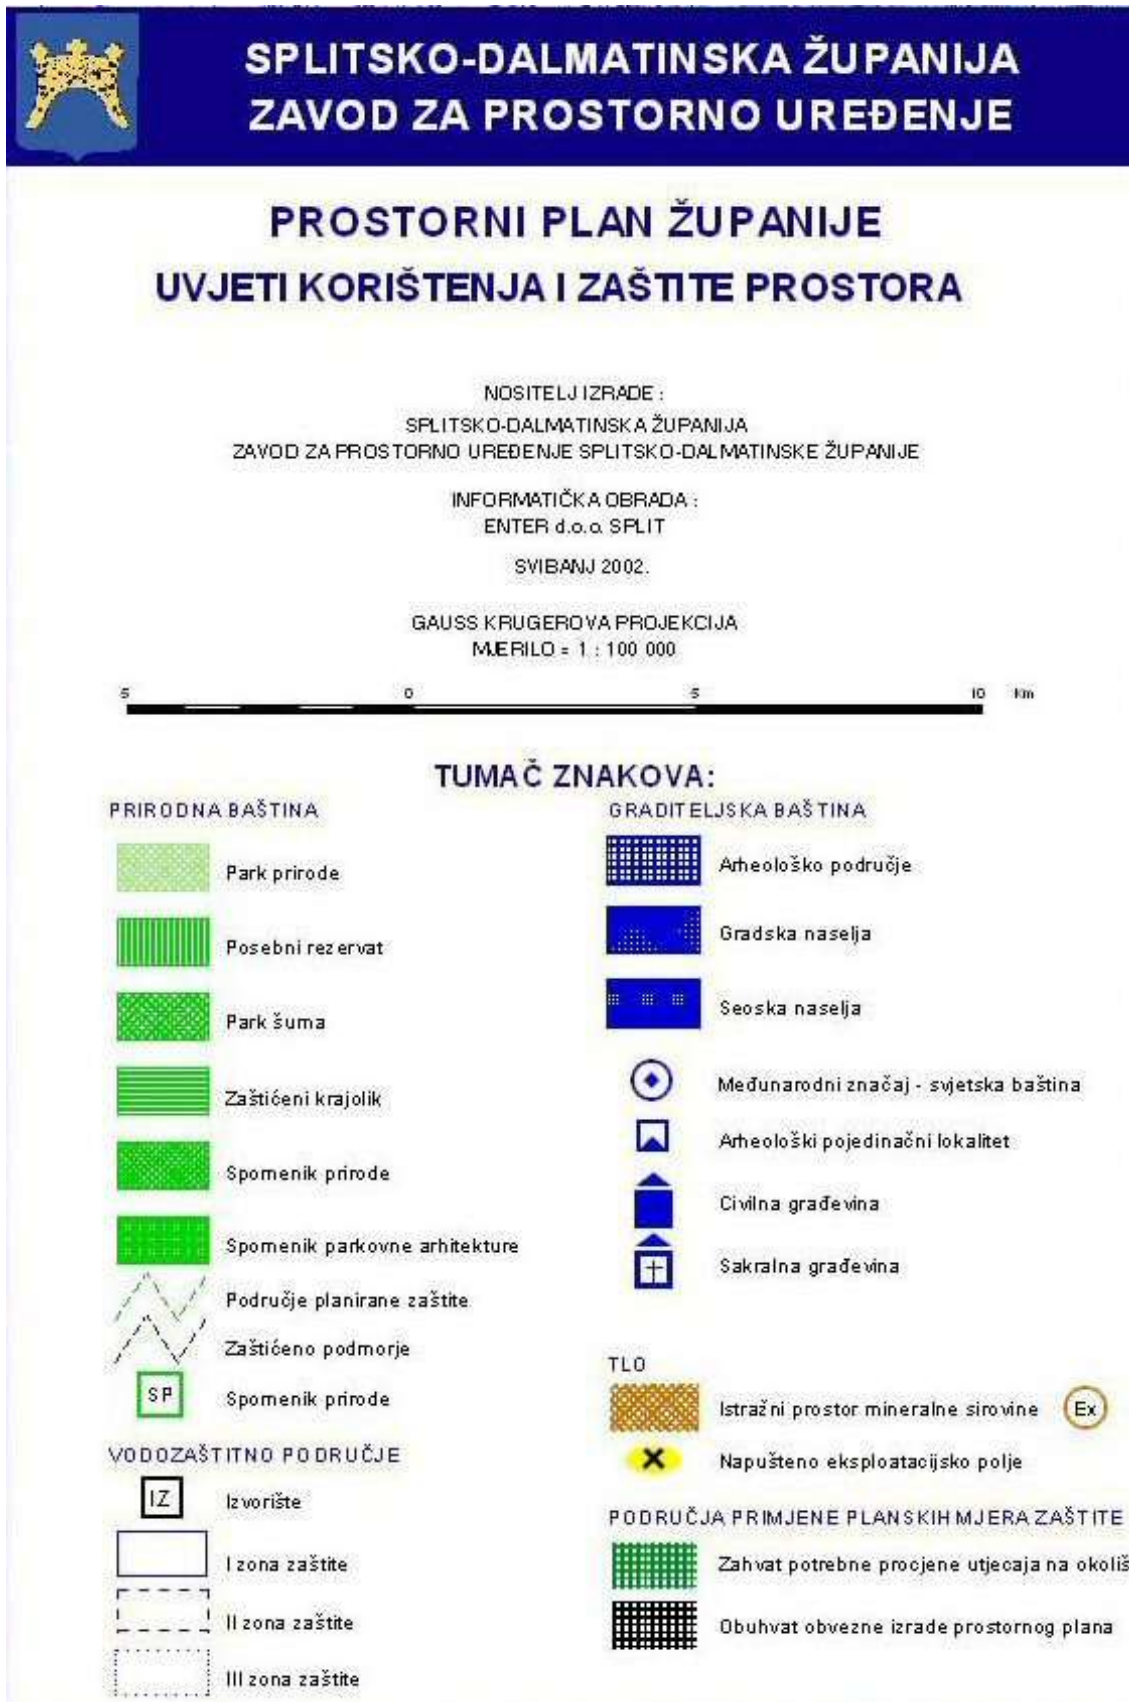 SPLITSKO-DALMATINSKA ŽUPANIJA
ZAVOD ZA PROSTORNO UREĐENJE
PROSTORNI PLAN ŽUPANIJE
UVJETI KORIŠTENJA I ZAŠTITE PROSTORA
NOSITELJ IZRADE :
SPLITSKO-DALMATINSKA ŽUPANIJA
ZAVOD ZA PROSTORNO UREĐENJE SPLITSKO-DALMATINSKE ŽUPANIJE
INFORMATIČKA OBRADA :
ENTER d.o.o. SPLIT
SVIBANJ 2002.
GAUSS KRUGEROVA PROJEKCIJA
MJERILO = 1 : 100 000
5 0 5 10 Km
TUMAČ ZNAKOVA:
PRIRODNA BAŠTINA
Park prirode
Posebni rezervat
Park šuma
Zaštićeni krajolik
Spomenik prirode
Spomenik parkovne arhitekture
Područje planirane zaštite
Zaštićeno podmorje
SP Spomenik prirode
VODOZAŠTITNO PODRUČJE
IZ Izvorište
I zona zaštite
II zona zaštite
III zona zaštite
GRADITELJSKA BAŠTINA
Arheološko područje
Gradska naselja
Seoska naselja
Međunarodni značaj - svjetska baština
Arheološki pojedinačni lokalitet
Civilna građevina
Sakralna građevina
TLO
Istražni prostor mineralne sirovine Ex
Napušteno eksploatacijsko polje
PODRUČJA PRIMJENE PLANSKIH MJERA ZAŠTITE
Zahvat potrebne procjene utjecaja na okoliš
Obuhvat obvezne izrade prostornog plana